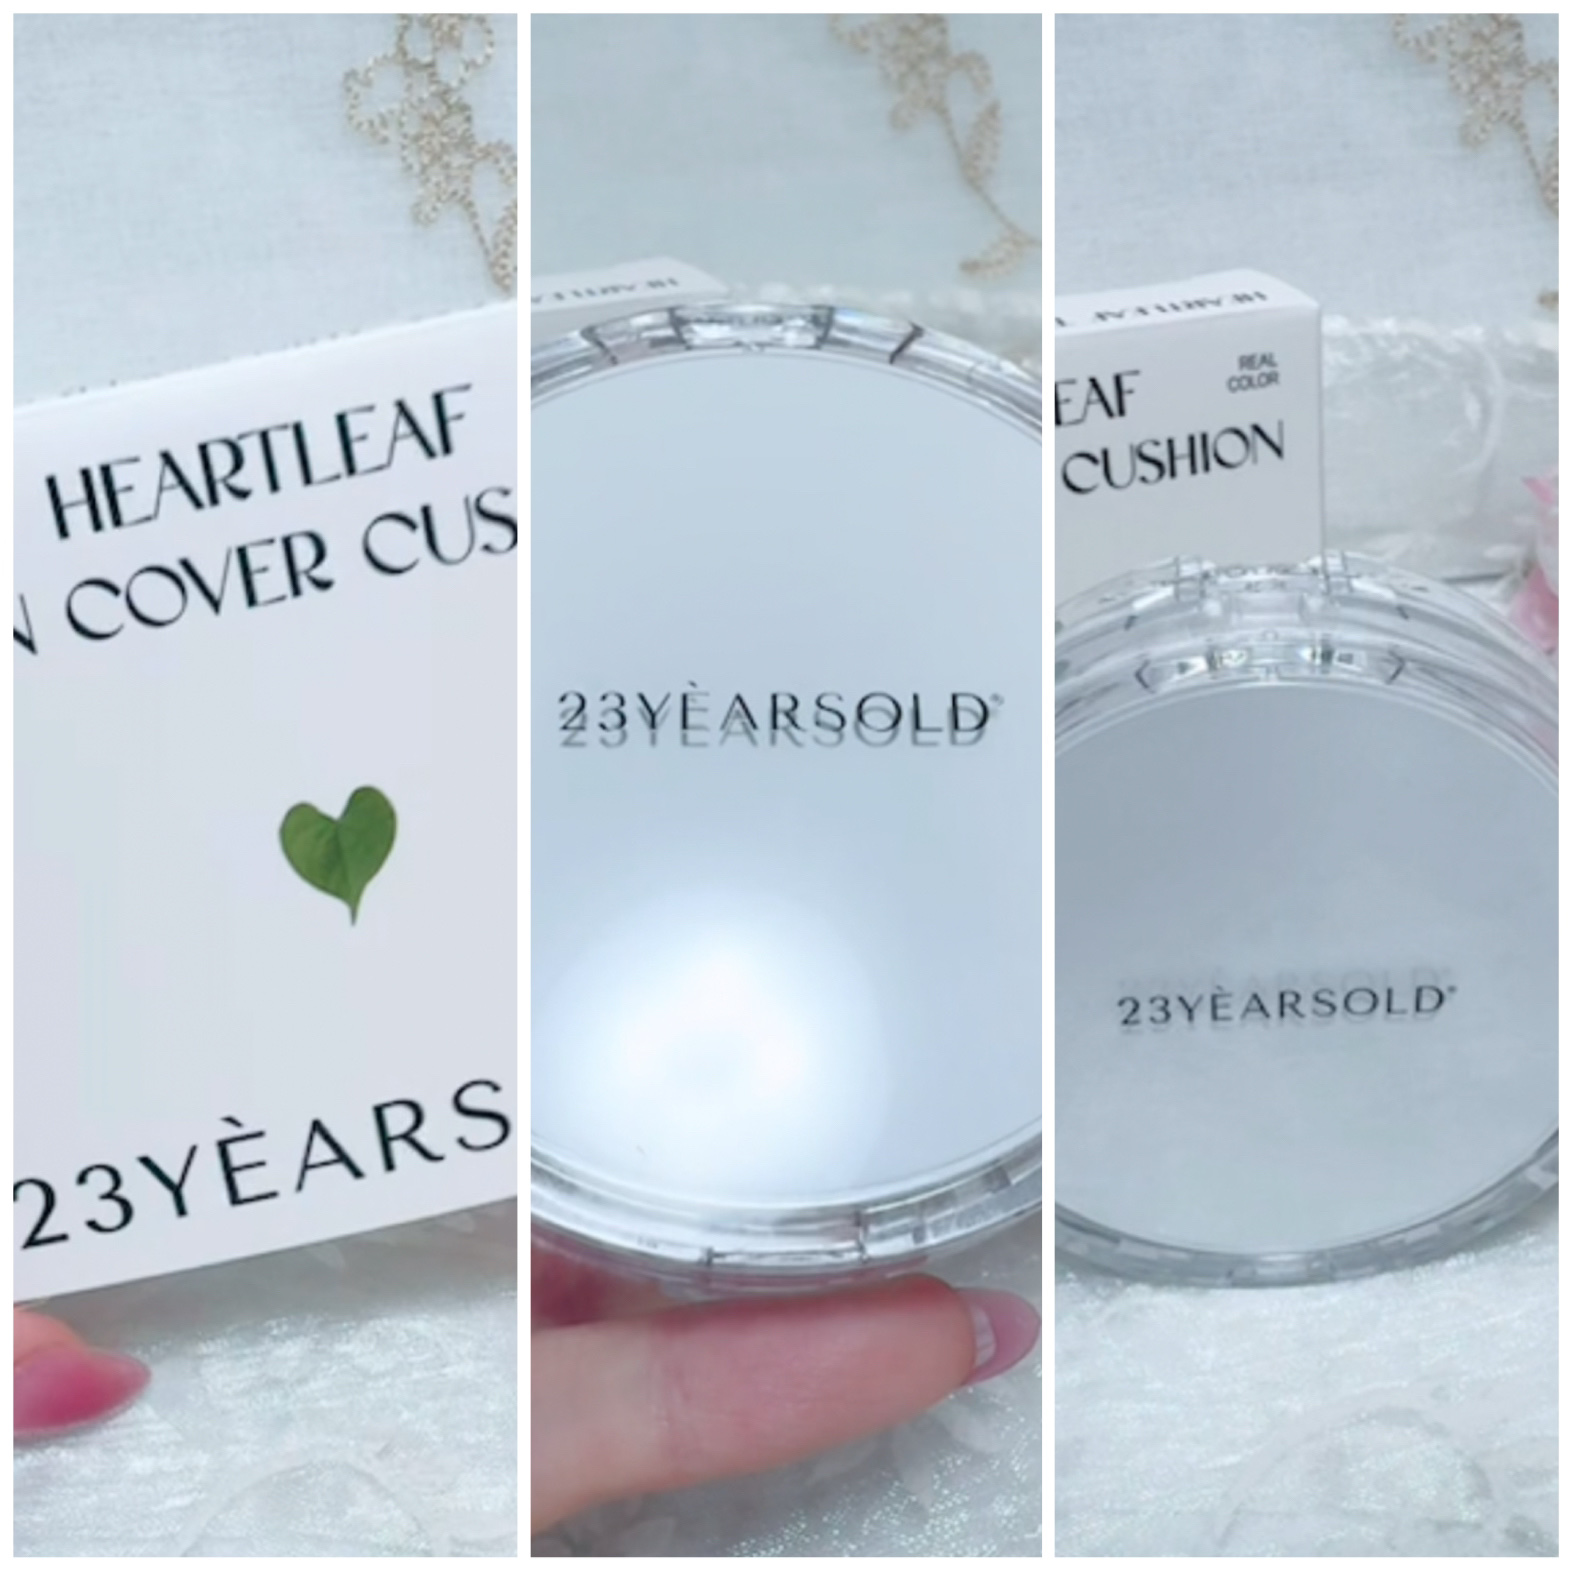 HEARTLEAF
N COVER CUS
23YÈARS
23YÈARSOLD®
EAF
REAL
COLOR
CUSHION
23YÈARSOLD®